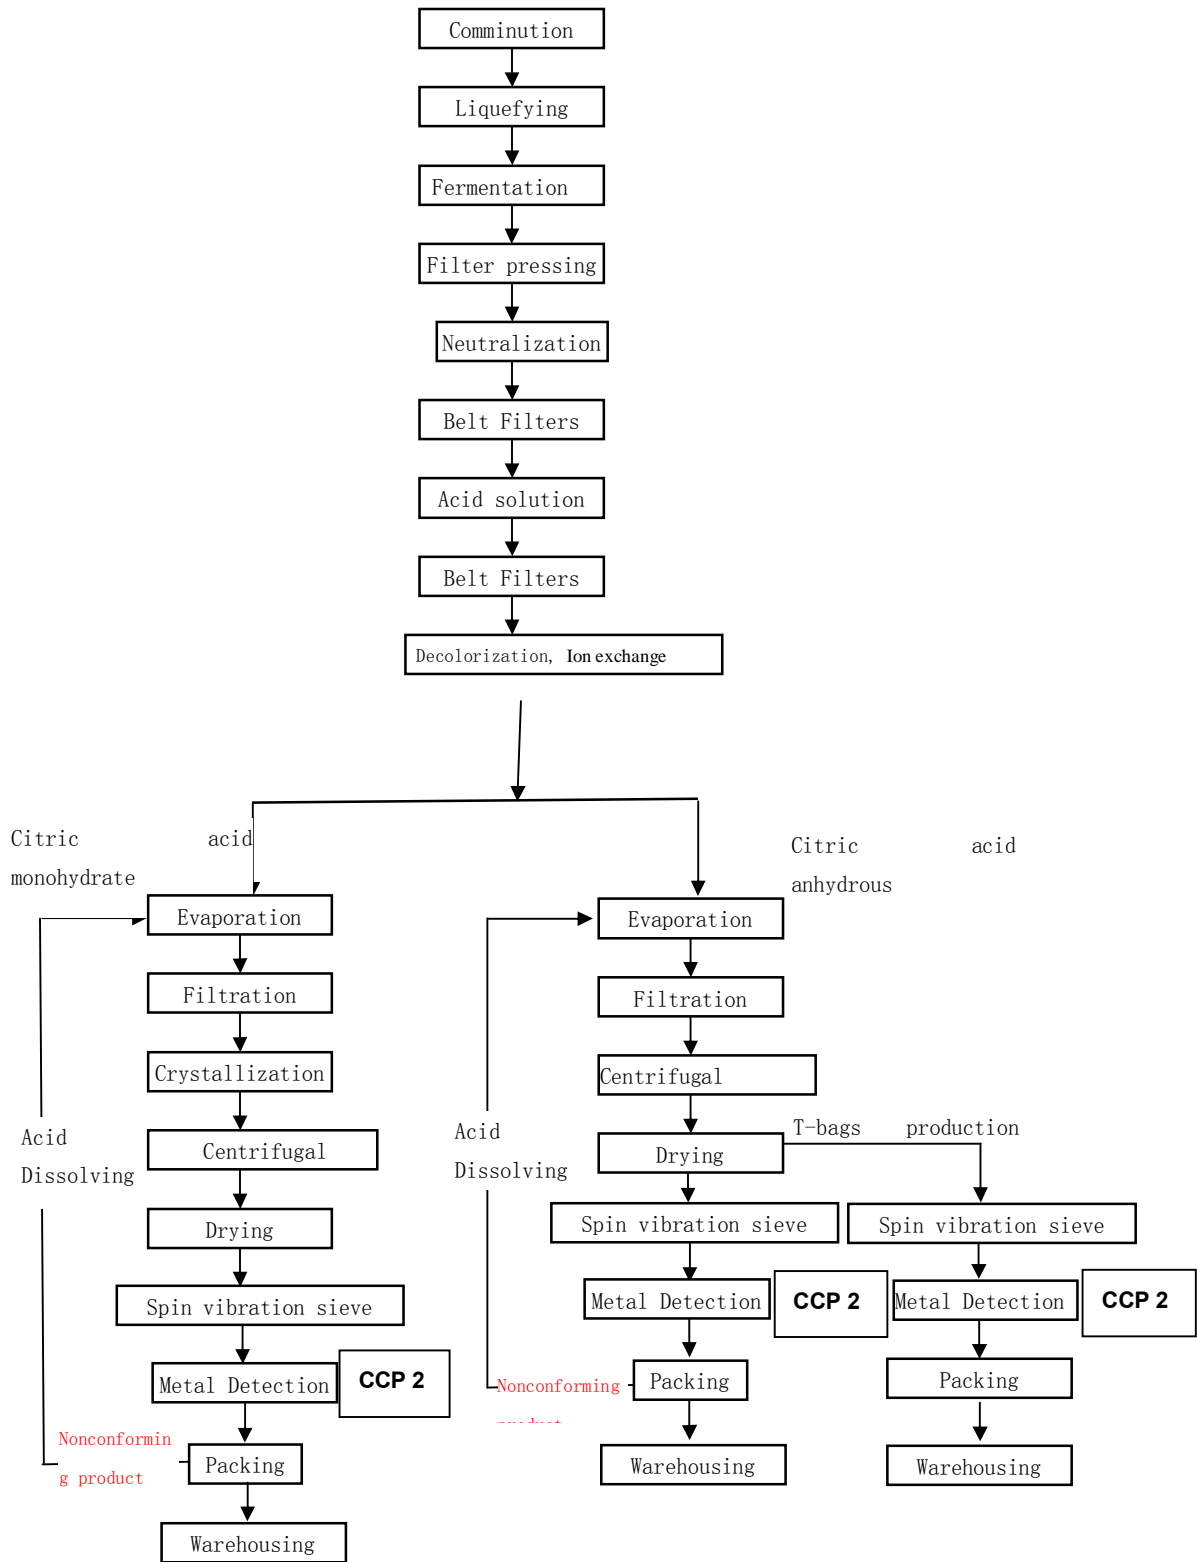 Comminution
Liquefying
Fermentation
Filter pressing
Neutralization
Belt Filters
Acid solution
Belt Filters
Decolorization, Ion exchange
Citric acid
monohydrate
Evaporation
Filtration
Crystallization
Centrifugal
Drying
Spin vibration sieve
Metal Detection
CCP 2
Packing
Warehousing
Acid
Dissolving
Nonconformin
g product
Citric acid
anhydrous
Evaporation
Filtration
Centrifugal
Drying
Spin vibration sieve
Metal Detection
CCP 2
Packing
Warehousing
Acid
Dissolving
Nonconforming
product
T-bags production
Spin vibration sieve
Metal Detection
CCP 2
Packing
Warehousing